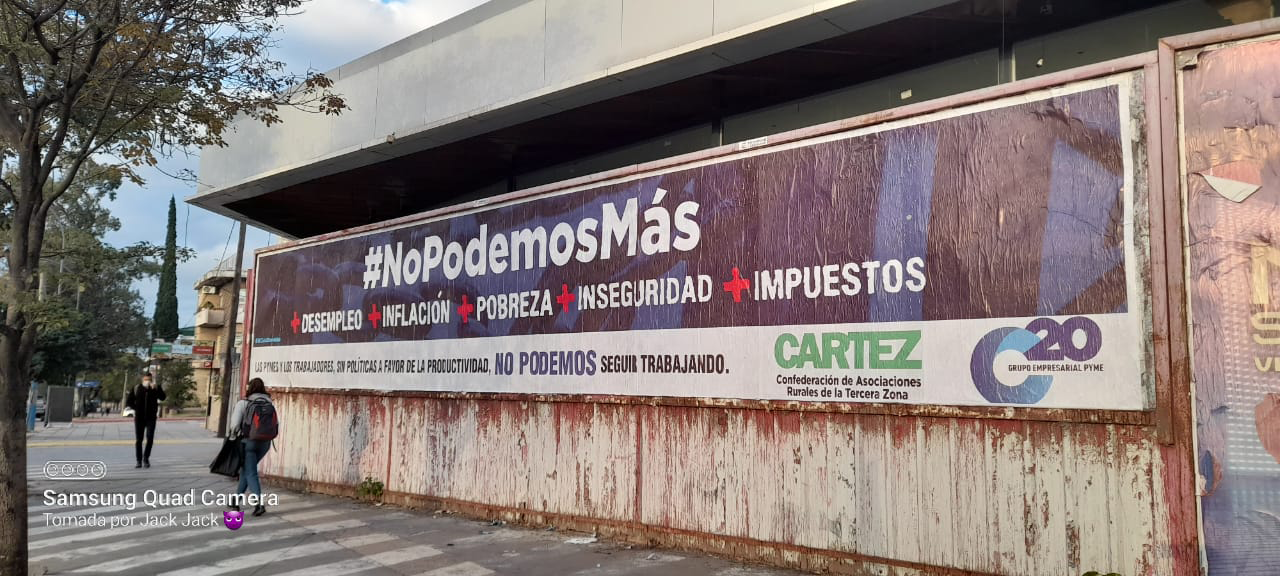 #NoPodemosMás
+DESEMPLEO +INFLACIÓN +POBREZA +INSEGURIDAD +IMPUESTOS
LAS PYMES Y LOS TRABAJADORES, SIN POLÍTICAS A FAVOR DE LA PRODUCTIVIDAD, NO PODEMOS SEGUIR TRABAJANDO.
CARTEZ
Confederación de Asociaciones
Rurales de la Tercera Zona
C20
GRUPO EMPRESARIAL PYME
Samsung Quad Camera
Tomada por Jack Jack 😈